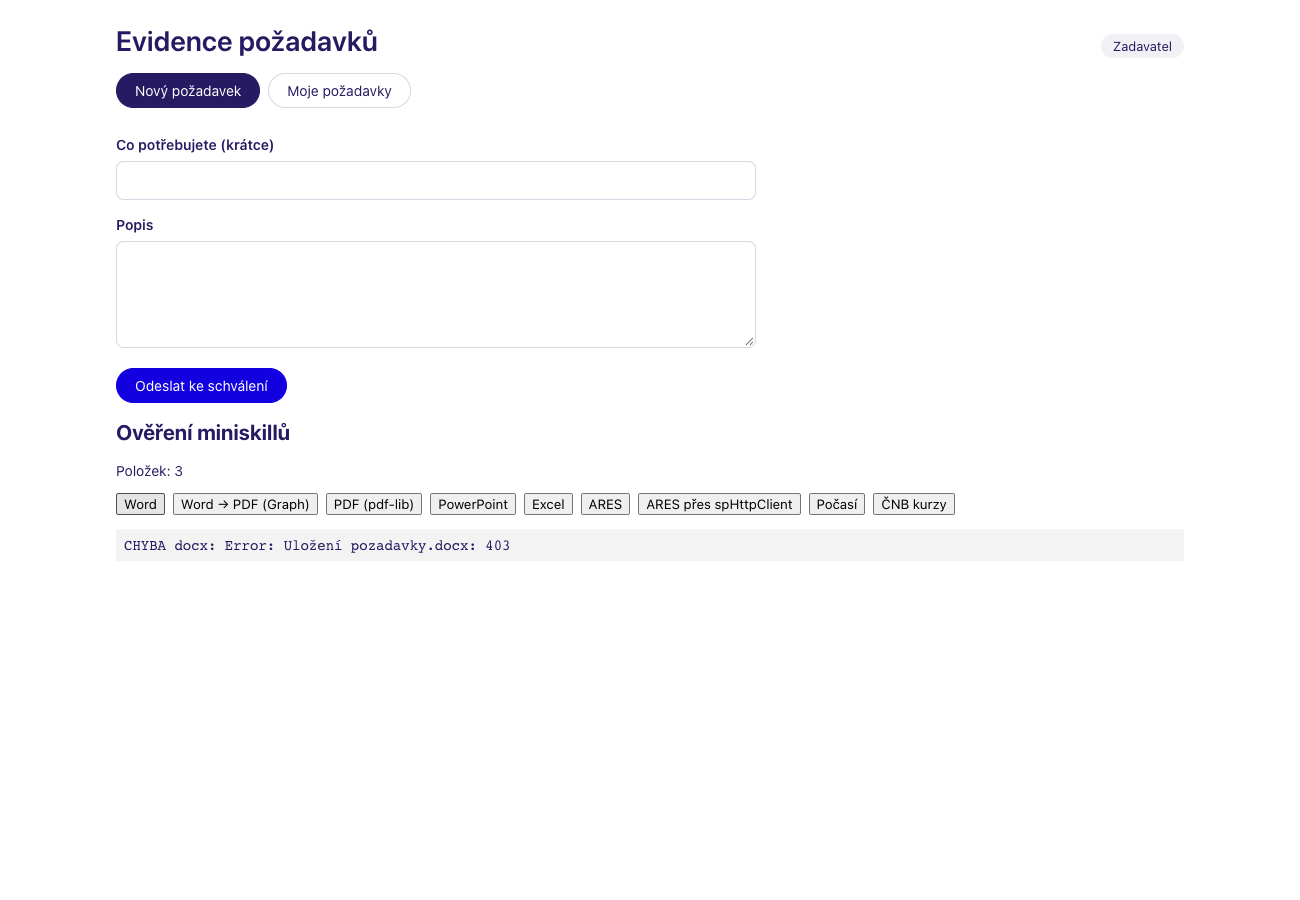 Evidence požadavků
Zadavatel
Nový požadavek
Moje požadavky
Co potřebujete (krátce)
Popis
Odeslat ke schválení
Ověření miniskillů
Položek: 3
Word
Word → PDF (Graph)
PDF (pdf-lib)
PowerPoint
Excel
ARES
ARES přes spHttpClient
Počasí
ČNB kurzy
CHYBA docx: Error: Uložení pozadavky.docx: 403